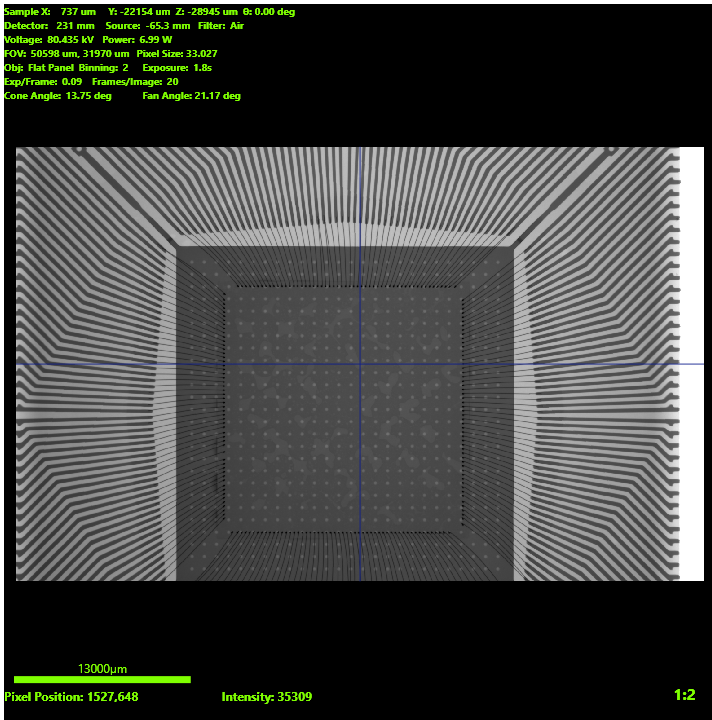 Sample X: 737 um Y: -22154 um Z: -28945 um θ: 0.00 deg
Detector: 231 mm Source: -65.3 mm Filter: Air
Voltage: 80.435 kV Power: 6.99 W
FOV: 50598 um, 31970 um Pixel Size: 33.027
Obj: Flat Panel Binning: 2 Exposure: 1.8s
Exp/Frame: 0.09 Frames/Image: 20
Cone Angle: 13.75 deg Fan Angle: 21.17 deg
13000μm
Pixel Position: 1527,648 Intensity: 35309 1:2